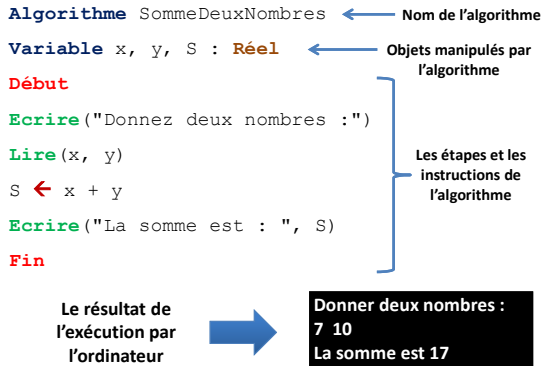 Algorithme SommeDeuxNombres
Nom de l'algorithme
Variable x, y, S : Réel
Objets manipulés par
l'algorithme
Début
Ecrire("Donnez deux nombres :")
Lire(x, y)
S ← x + y
Ecrire("La somme est : ", S)
Fin
Les étapes et les
instructions de
l'algorithme
Le résultat de
l'exécution par
l'ordinateur
Donner deux nombres :
7 10
La somme est 17